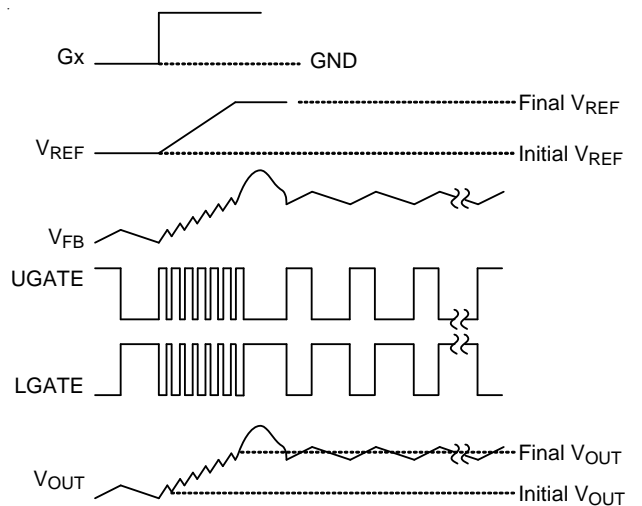 Gx
GND
Final VREF
VREF
Initial VREF
VFB
UGATE
LGATE
Final VOUT
VOUT
Initial VOUT